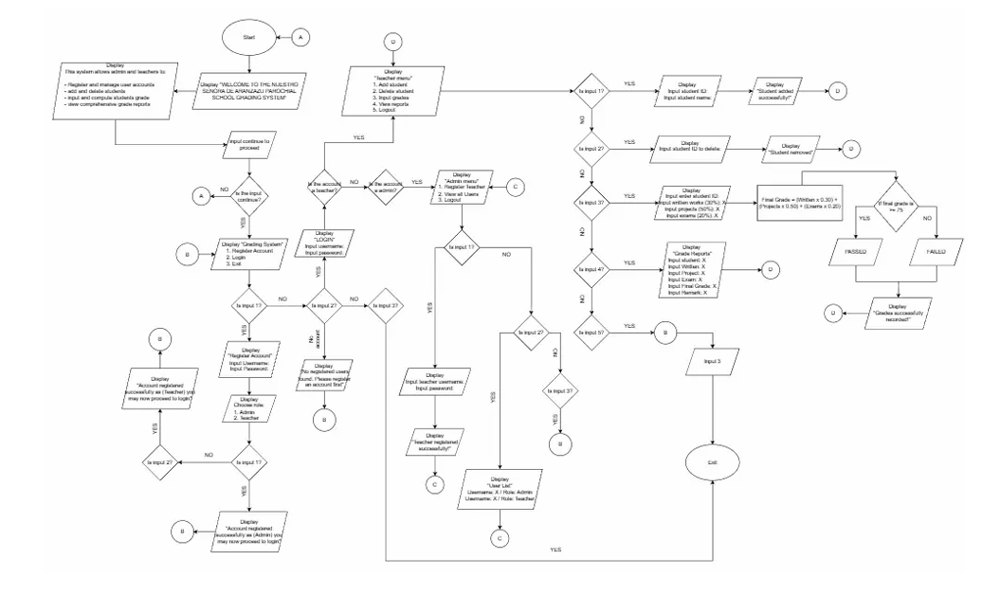 Start
A
Display "WELCOME TO THE NUESTRO
SENORA DE ARANZAZU PAROCHIAL
SCHOOL GRADING SYSTEM"
Display
This system allows admin and teachers to:
- Register and manage user accounts
- add and delete students
- input and compute students grade
- view comprehensive grade reports
input continue to
proceed
Is the input
continue?
NO
A
YES
B
Display "Grading System"
1. Register Account
2. Login
3. Exit
Is input 1?
NO
Is input 2?
NO
Is input 3?
YES
YES
No
account
Display
"Register Account"
Input Username:
Input Password:
Display
Choose role:
1. Admin
2. Teacher
Is input 1?
NO
Is input 2?
YES
Display
"Account registered
successfully as (Teacher) you
may now proceed to login"
B
YES
Display
"Account registered
successfully as (Admin) you
may now proceed to login"
B
Display
"No registered users
found. Please register
an account first"
B
Display
"LOGIN"
Input username:
Input password:
Is the account
a teacher?
YES
NO
Is the account
a admin?
YES
D
Display
"Teacher menu"
1. Add student
2. Delete student
3. Input grades
4. View reports
5. Logout
Display
"Admin menu"
1. Register Teacher
2. View all Users
3. Logout
C
Is input 1?
YES
NO
Display
Input teacher username:
Input password:
Display
"Teacher registered
successfully!"
C
Is input 2?
YES
NO
Display
"User List"
Username: X / Role: Admin
Username: X / Role: Teacher
C
Is input 3?
YES
B
Is input 1?
YES
Display
Input student ID:
Input student name:
Display
"Student added
successfully!"
D
NO
Is input 2?
YES
Display
Input student ID to delete:
Display
"Student removed"
D
NO
Is input 3?
YES
Display
Input enter student ID:
Input written works (30%): X
Input projects (50%): X
Input exams (20%): X
Final Grade = (Written x 0.30) +
(Projects x 0.50) + (Exams x 0.20)
If final grade is
>= 75
YES
NO
PASSED
FAILED
Display
"Grades successfully
recorded!"
D
NO
Is input 4?
YES
Display
"Grade Reports"
Input student: X
Input Written: X
Input Project: X
Input Exam: X
Input Final Grade: X
Input Remark: X
D
NO
Is input 5?
YES
B
Input 3
Exit
YES